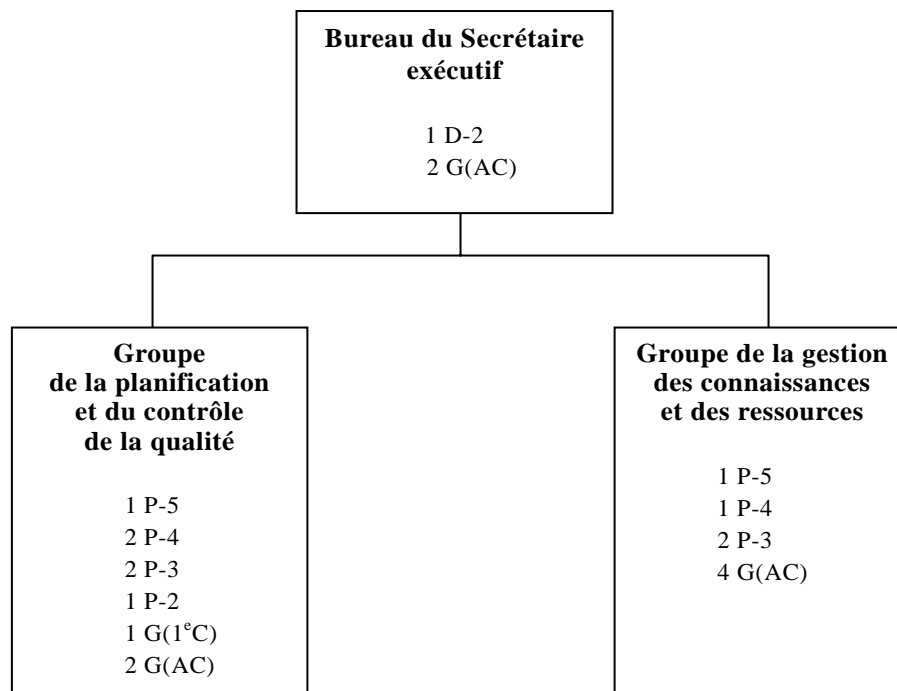 Bureau du Secrétaire
exécutif
1 D-2
2 G(AC)
Groupe
de la planification
et du contrôle
de la qualité
1 P-5
2 P-4
2 P-3
1 P-2
1 G(1ᵉC)
2 G(AC)
Groupe de la gestion
des connaissances
et des ressources
1 P-5
1 P-4
2 P-3
4 G(AC)